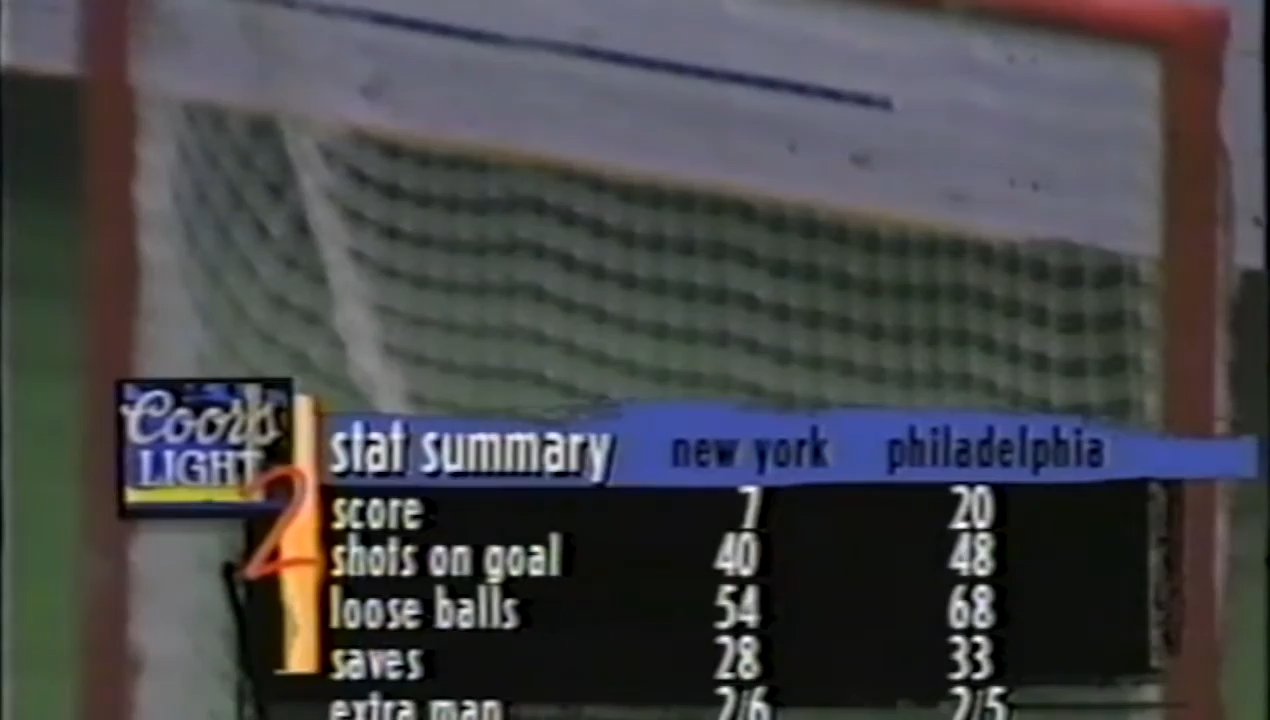 Coors
LIGHT
2
stat summary new york philadelphia
score 7 20
shots on goal 40 48
loose balls 54 68
saves 28 33
extra man 2/6 2/5